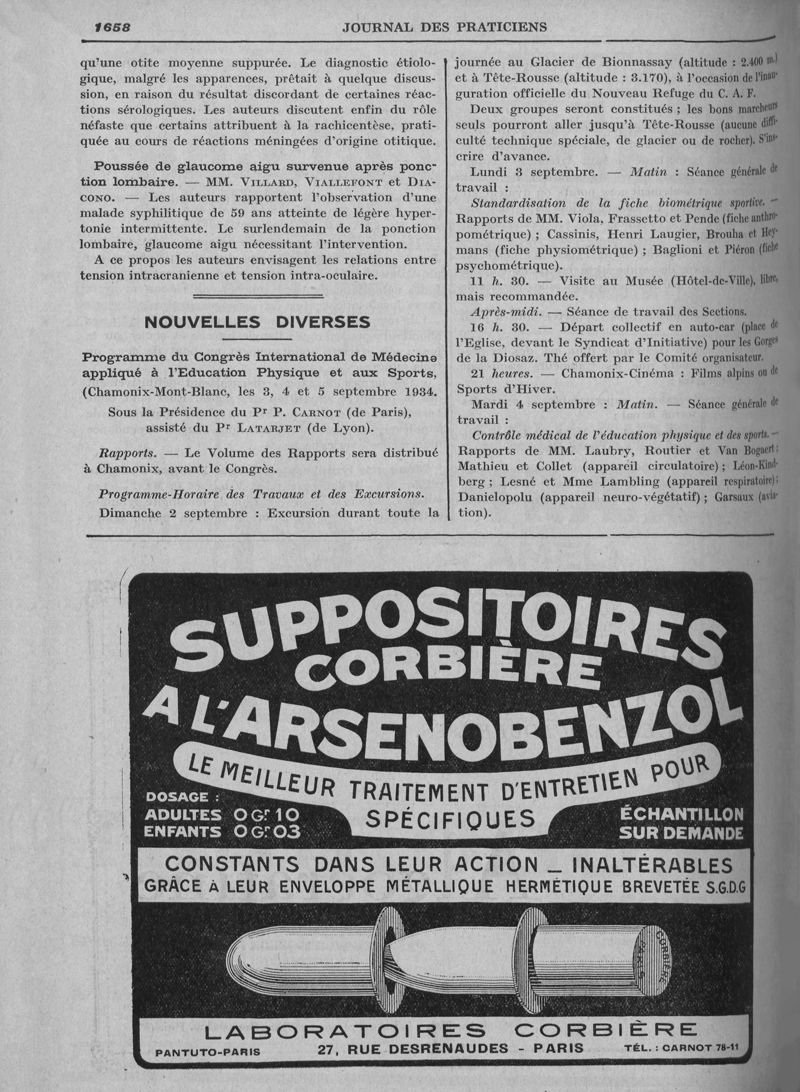 1658
JOURNAL DES PRATICIENS
qu'une otite moyenne suppurée. Le diagnostic étiolo-
gique, malgré les apparences, prêtait à quelque discus-
sion, en raison du résultat discordant de certaines réac-
tions sérologiques. Les auteurs discutent enfin du rôle
néfaste que certains attribuent à la rachicentèse, prati-
quée au cours de réactions méningées d'origine otitique.
Poussée de glaucome aigu survenue après ponc-
tion lombaire. — MM. VILLARD, VIALLEFONT et DIA-
CONO. — Les auteurs rapportent l'observation d'une
malade syphilitique de 59 ans atteinte de légère hyper-
tonie intermittente. Le surlendemain de la ponction
lombaire, glaucome aigu nécessitant l'intervention.
A ce propos les auteurs envisagent les relations entre
tension intracranienne et tension intra-oculaire.
NOUVELLES DIVERSES
Programme du Congrès International de Médecine
appliqué à l'Education Physique et aux Sports,
(Chamonix-Mont-Blanc, les 3, 4 et 5 septembre 1934.
Sous la Présidence du Pr P. CARNOT (de Paris),
assisté du Pr LATARJET (de Lyon).
Rapports. — Le Volume des Rapports sera distribué
à Chamonix, avant le Congrès.
Programme-Horaire des Travaux et des Excursions.
Dimanche 2 septembre : Excursion durant toute la
journée au Glacier de Bionnassay (altitude : 2.400 m.)
et à Tête-Rousse (altitude : 3.170), à l'occasion de l'inau-
guration officielle du Nouveau Refuge du C. A. F.
Deux groupes seront constitués ; les bons marcheurs
seuls pourront aller jusqu'à Tête-Rousse (aucune diffi-
culté technique spéciale, de glacier ou de rocher). S'ins-
crire d'avance.
Lundi 3 septembre. — Matin : Séance générale de
travail :
Standardisation de la fiche biométrique sportive. —
Rapports de MM. Viola, Frassetto et Pende (fiche anthro-
pométrique) ; Cassinis, Henri Laugier, Brouha et Hey-
mans (fiche physiométrique) ; Baglioni et Piéron (fiche
psychométrique).
11 h. 30. — Visite au Musée (Hôtel-de-Ville), libre,
mais recommandée.
Après-midi. — Séance de travail des Sections.
16 h. 30. — Départ collectif en auto-car (place de
l'Eglise, devant le Syndicat d'Initiative) pour les Gorges
de la Diosaz. Thé offert par le Comité organisateur.
21 heures. — Chamonix-Cinéma : Films alpins ou de
Sports d'Hiver.
Mardi 4 septembre : Matin. — Séance générale de
travail :
Contrôle médical de l'éducation physique et des sports. —
Rapports de MM. Laubry, Routier et Van Bogaert ;
Mathieu et Collet (appareil circulatoire) ; Léon-Kind-
berg ; Lesné et Mme Lambling (appareil respiratoire) ;
Danielopolu (appareil neuro-végétatif) ; Garsaux (avia-
tion).
SUPPOSITOIRES
CORBIÈRE
A L'ARSENOBENZOL
LE MEILLEUR TRAITEMENT D'ENTRETIEN POUR
SPÉCIFIQUES
DOSAGE :
ADULTES 0 Gr 10
ENFANTS 0 Gr 03
ÉCHANTILLON
SUR DEMANDE
CONSTANTS DANS LEUR ACTION _ INALTÉRABLES
GRÂCE A LEUR ENVELOPPE MÉTALLIQUE HERMÉTIQUE BREVETÉE S.G.D.G
CORBIÈRE
PARIS
LABORATOIRES CORBIÈRE
PANTUTO-PARIS
27, RUE DESRENAUDES - PARIS
TÉL. : CARNOT 78-11